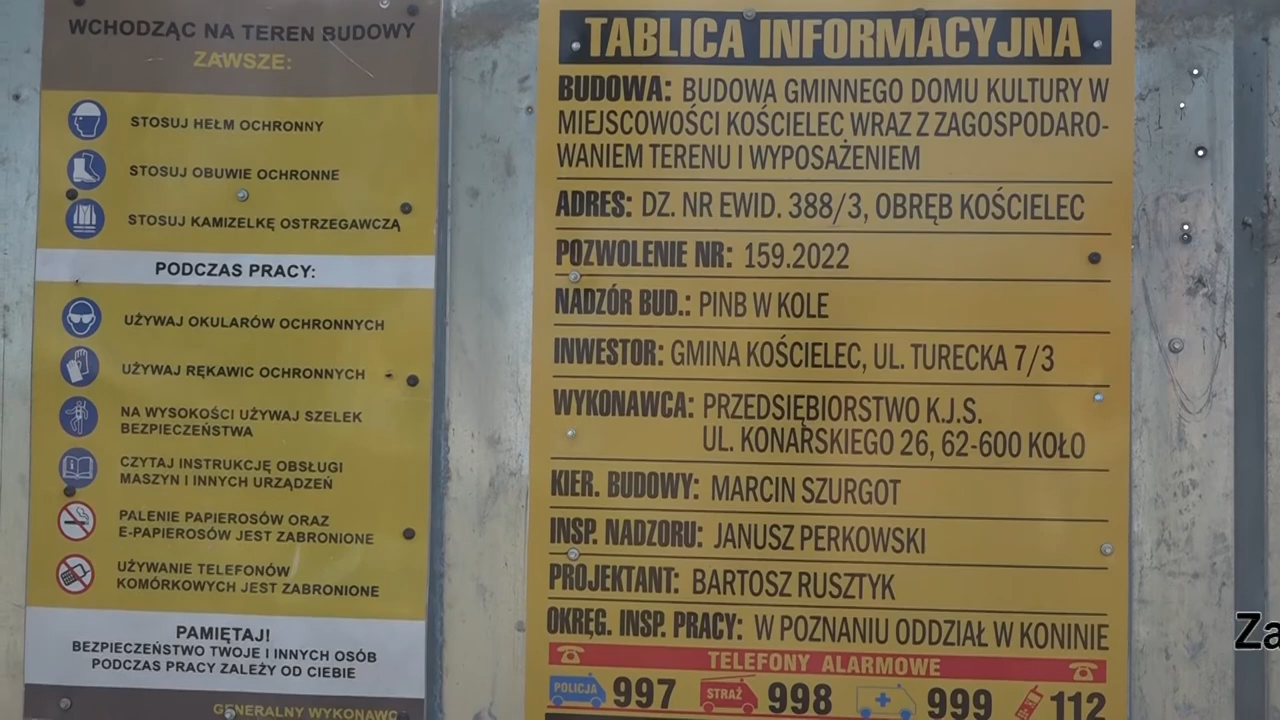 WCHODZĄC NA TEREN BUDOWY
ZAWSZE:
STOSUJ HEŁM OCHRONNY
STOSUJ OBUWIE OCHRONNE
STOSUJ KAMIZELKĘ OSTRZEGAWCZĄ
PODCZAS PRACY:
UŻYWAJ OKULARÓW OCHRONNYCH
UŻYWAJ RĘKAWIC OCHRONNYCH
NA WYSOKOŚCI UŻYWAJ SZELEK
BEZPIECZEŃSTWA
CZYTAJ INSTRUKCJĘ OBSŁUGI
MASZYN I INNYCH URZĄDZEŃ
PALENIE PAPIEROSÓW ORAZ
E-PAPIEROSÓW JEST ZABRONIONE
UŻYWANIE TELEFONÓW
KOMÓRKOWYCH JEST ZABRONIONE
PAMIĘTAJ!
BEZPIECZEŃSTWO TWOJE I INNYCH OSÓB
PODCZAS PRACY ZALEŻY OD CIEBIE
GENERALNY WYKONAWC
TABLICA INFORMACYJNA
BUDOWA: BUDOWA GMINNEGO DOMU KULTURY W
MIEJSCOWOŚCI KOŚCIELEC WRAZ Z ZAGOSPODARO-
WANIEM TERENU I WYPOSAŻENIEM
ADRES: DZ. NR EWID. 388/3, OBRĘB KOŚCIELEC
POZWOLENIE NR: 159.2022
NADZÓR BUD.: PINB W KOLE
INWESTOR: GMINA KOŚCIELEC, UL. TURECKA 7/3
WYKONAWCA: PRZEDSIĘBIORSTWO K.J.S.
UL. KONARSKIEGO 26, 62-600 KOŁO
KIER. BUDOWY: MARCIN SZURGOT
INSP. NADZORU: JANUSZ PERKOWSKI
PROJEKTANT: BARTOSZ RUSZTYK
OKRĘG. INSP. PRACY: W POZNANIU ODDZIAŁ W KONINIE
TELEFONY ALARMOWE
POLICJA 997 STRAŻ 998 999 112
Za